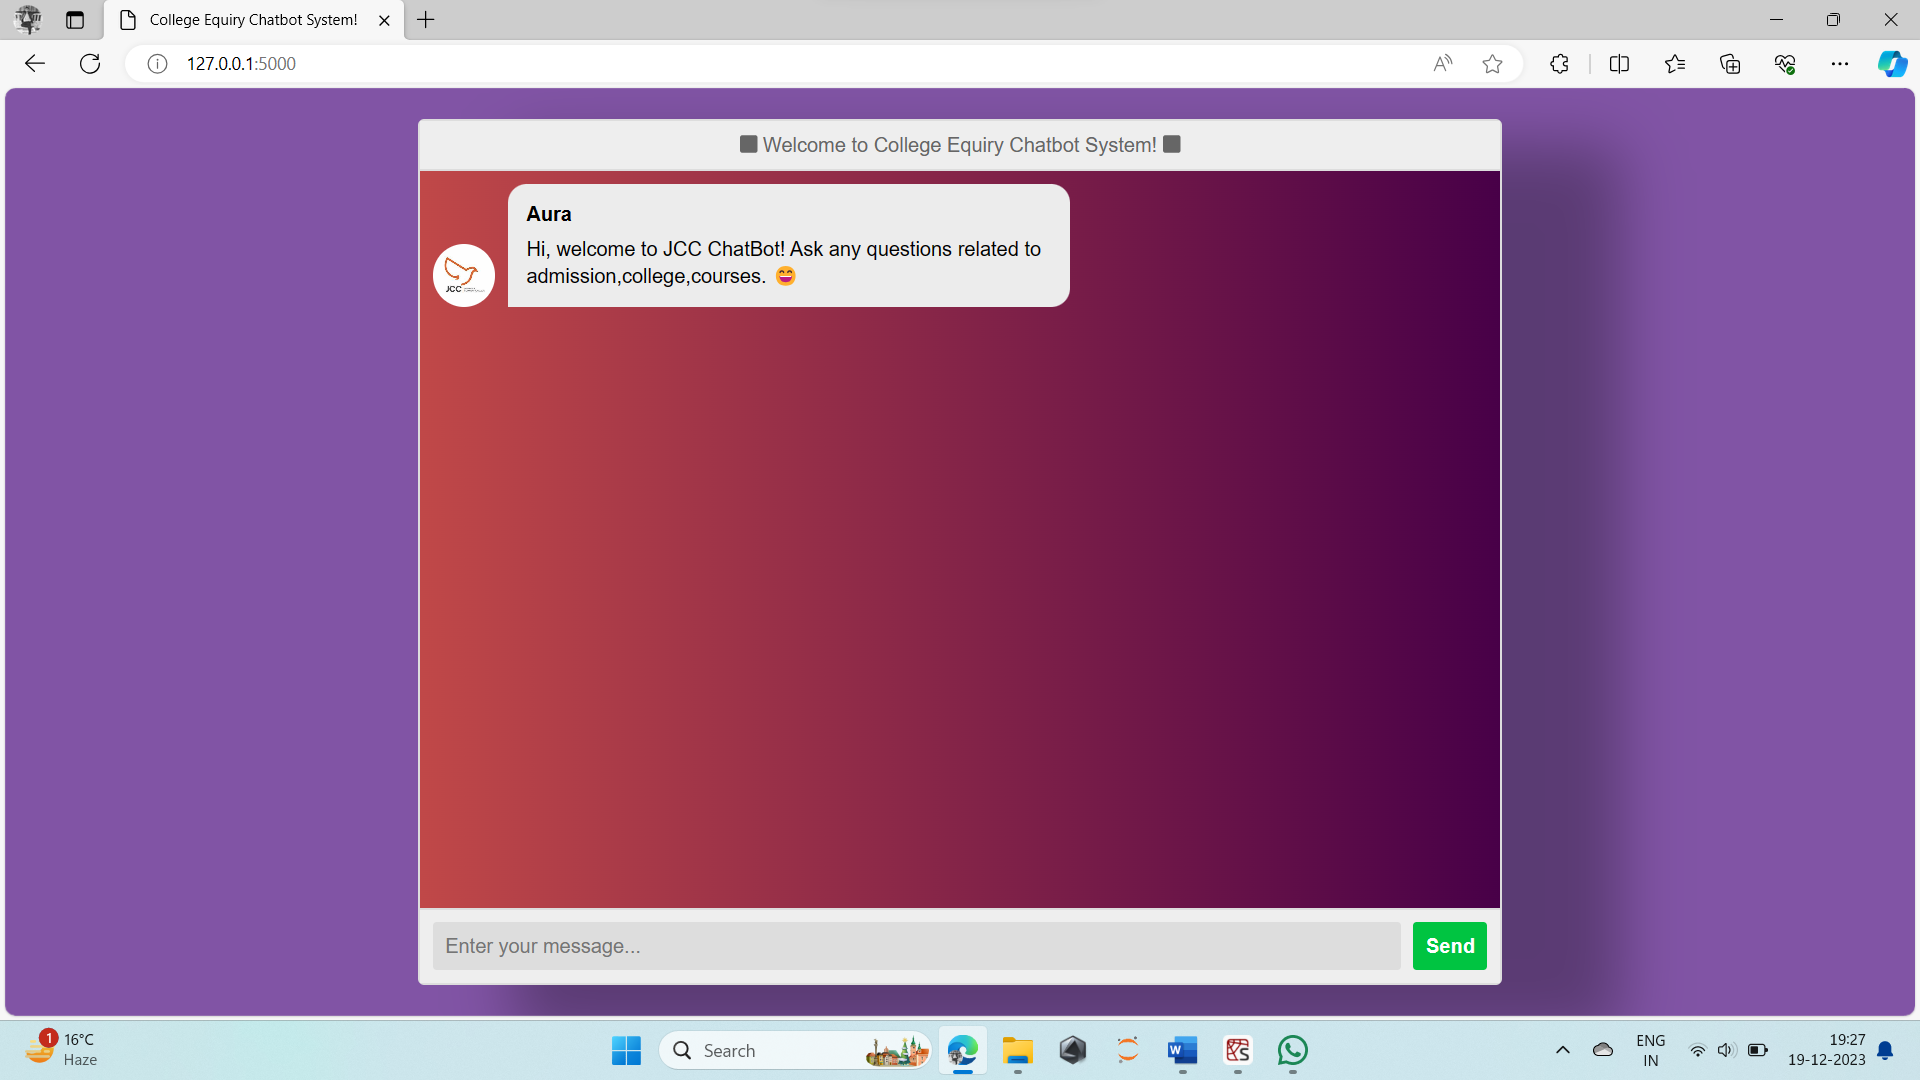 College Equiry Chatbot System!
127.0.0.1:5000
Welcome to College Equiry Chatbot System!
Aura
Hi, welcome to JCC ChatBot! Ask any questions related to
admission,college,courses. 😄
JCC
Enter your message...
Send
1
16°C
Haze
Search
ENG
IN
19:27
19-12-2023